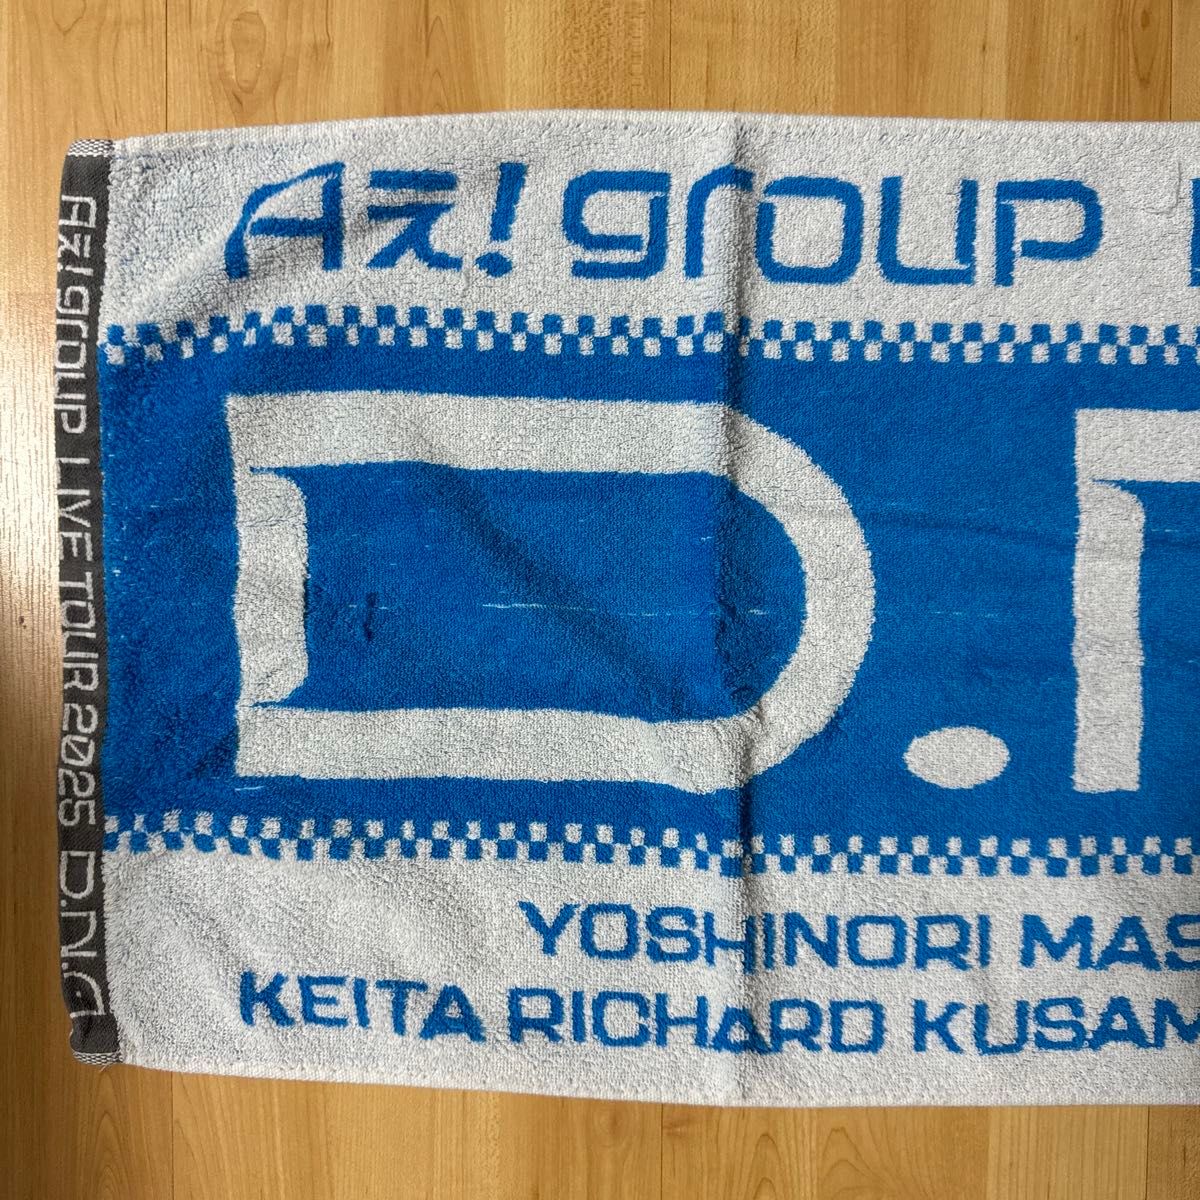 Aぇ! group
D.
YOSHINORI MAS
KEITA RICHARD KUSAM
Aぇ! group LIVE TOUR 2025 D.N.A